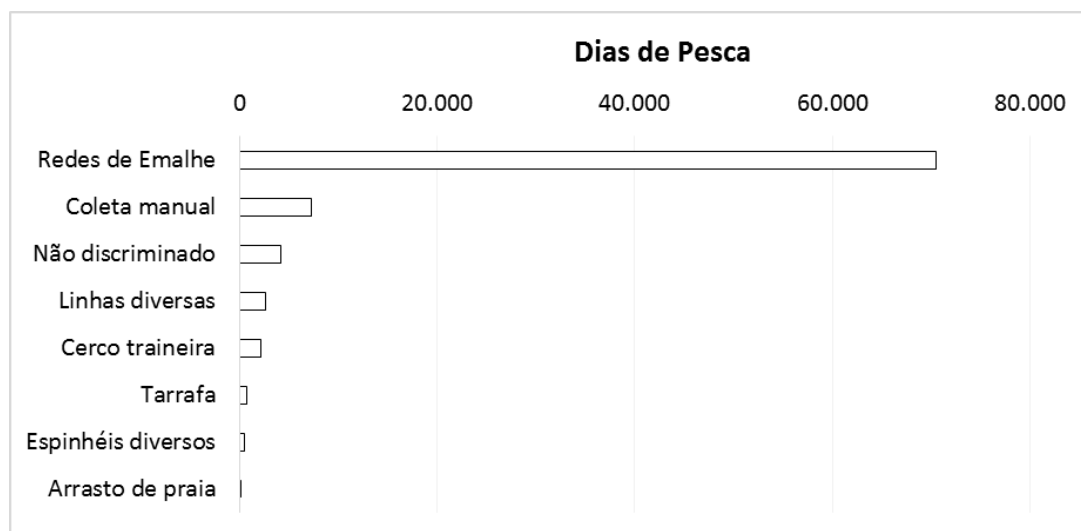 Dias de Pesca
0 20.000 40.000 60.000 80.000
Redes de Emalhe
Coleta manual
Não discriminado
Linhas diversas
Cerco traineira
Tarrafa
Espinhéis diversos
Arrasto de praia